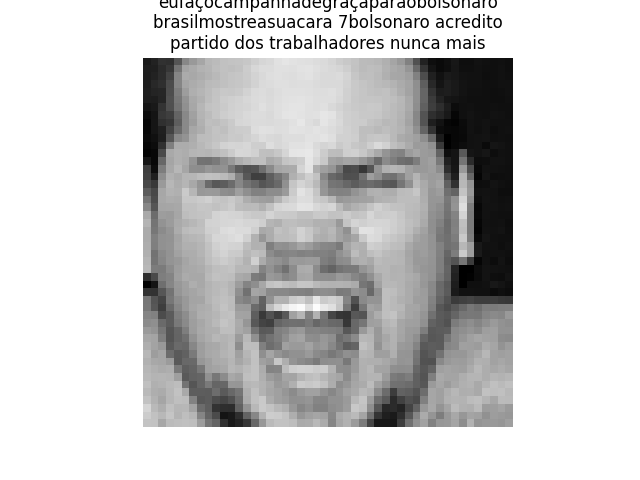 eufaçocampanhadegraçaparaobolsonaro
brasilmostreasuacara 7bolsonaro acredito
partido dos trabalhadores nunca mais